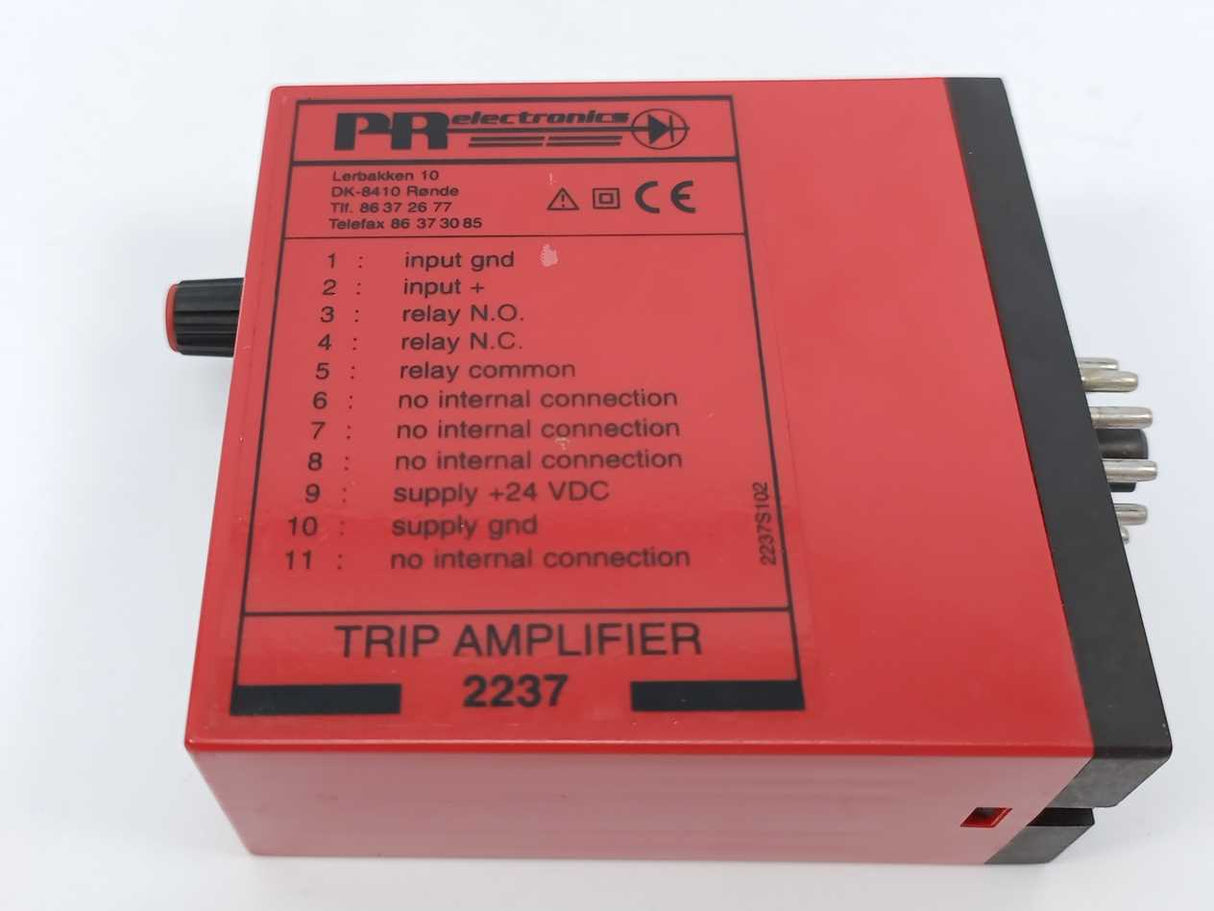 PR electronics
Lerbakken 10
DK-8410 Rønde
Tlf. 86 37 26 77
Telefax 86 37 30 85
CE
1 : input gnd
2 : input +
3 : relay N.O.
4 : relay N.C.
5 : relay common
6 : no internal connection
7 : no internal connection
8 : no internal connection
9 : supply +24 VDC
10 : supply gnd
11 : no internal connection
2237S102
TRIP AMPLIFIER
2237